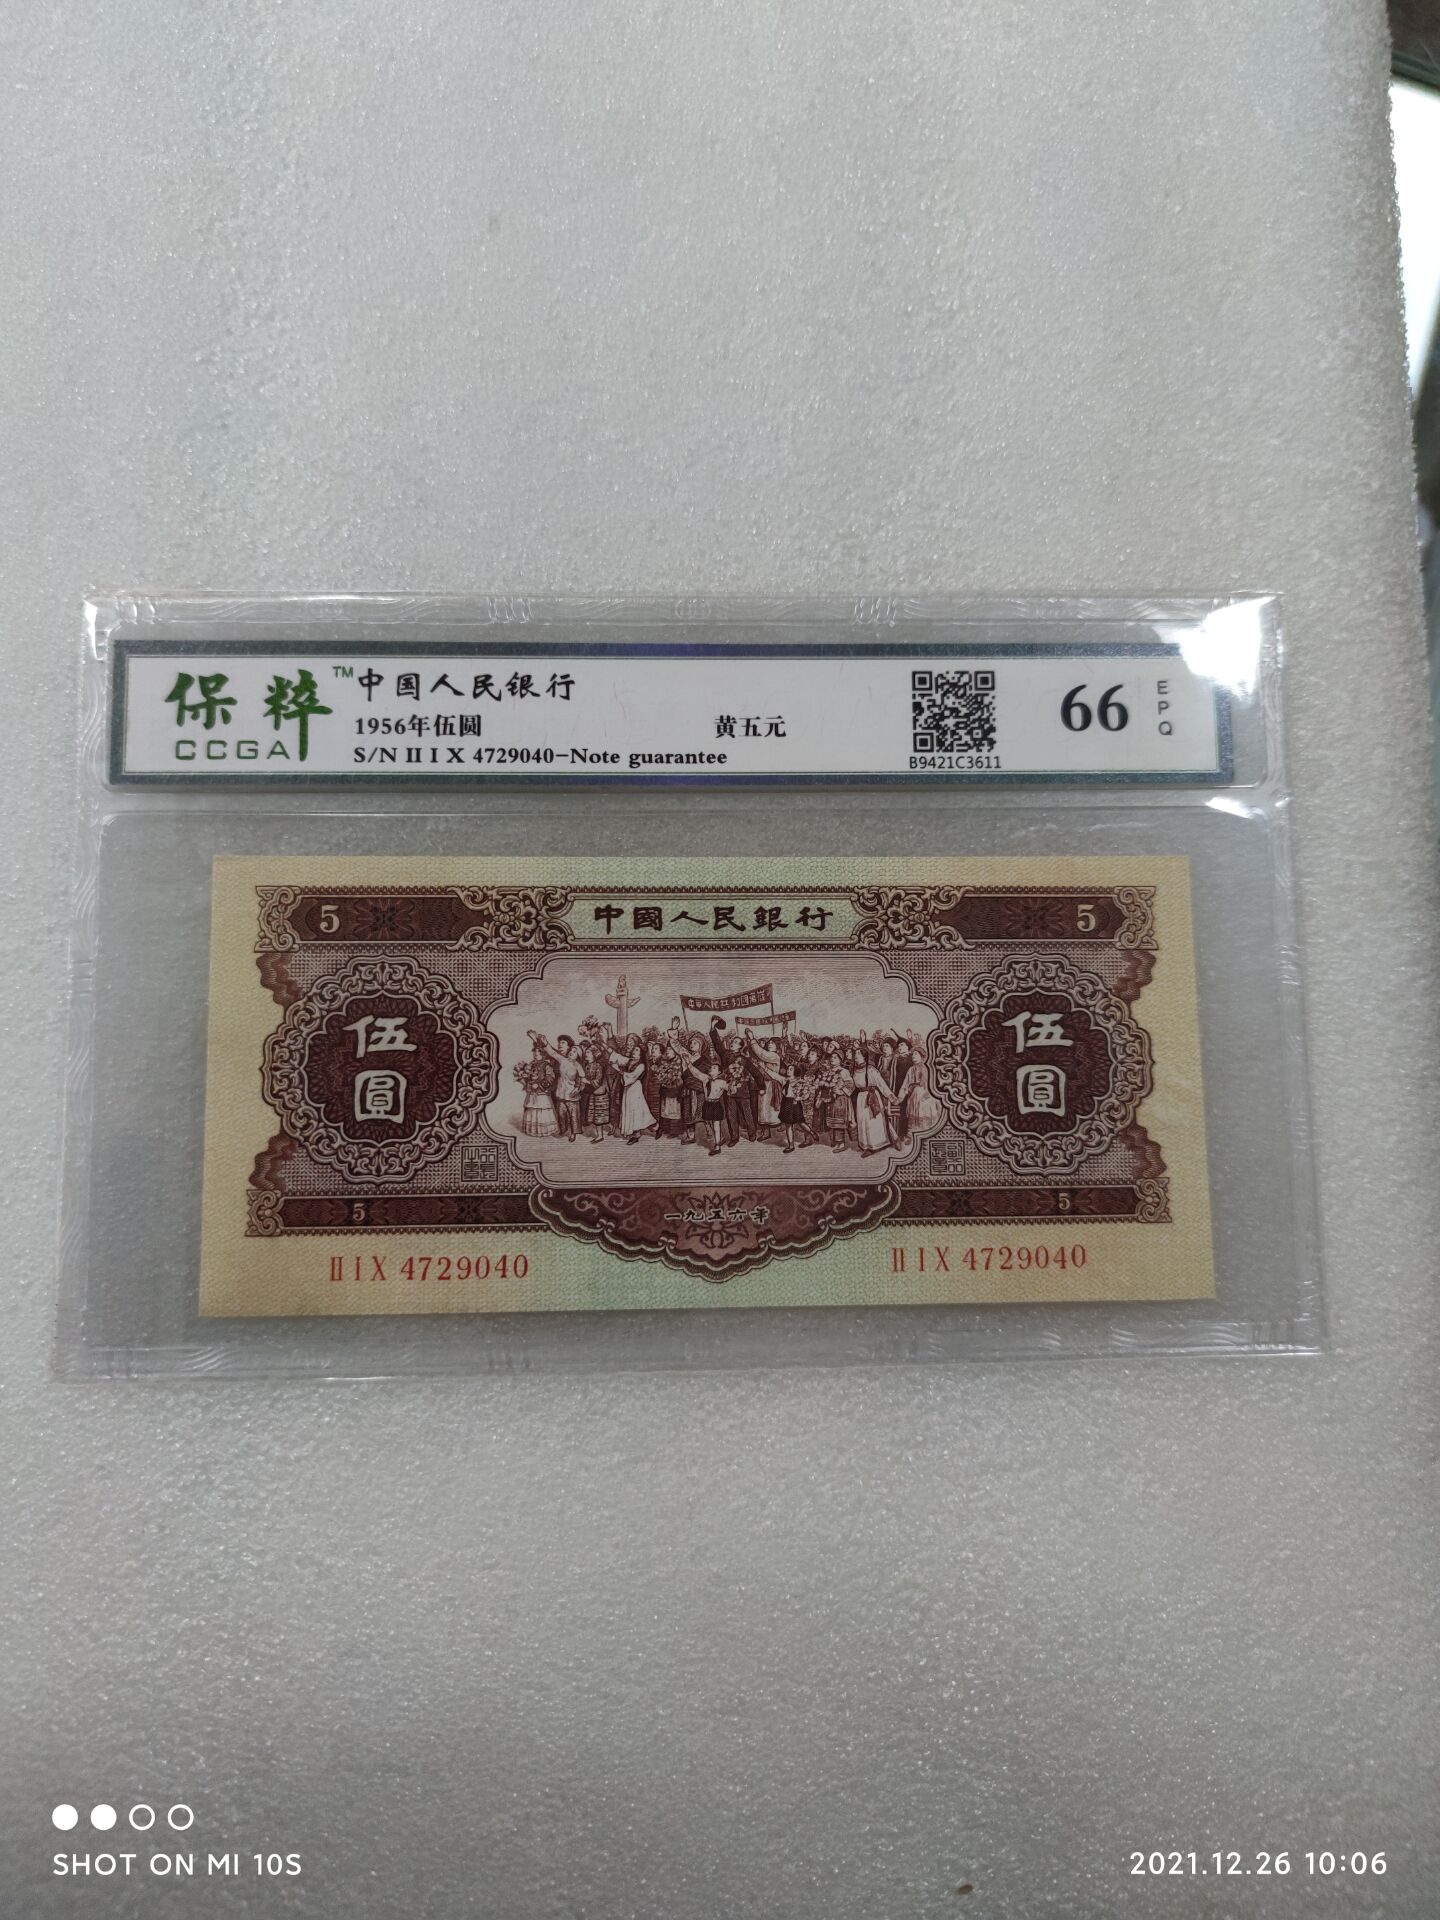 保粹™
CCGA
中国人民银行
1956年伍圆 黄五元
S/N II I X 4729040-Note guarantee
B9421C3611
66
EPQ
5 中國人民銀行 5
伍圓
伍圓
5 一九五六年 5
II I X 4729040
II I X 4729040
SHOT ON MI 10S
2021.12.26 10:06